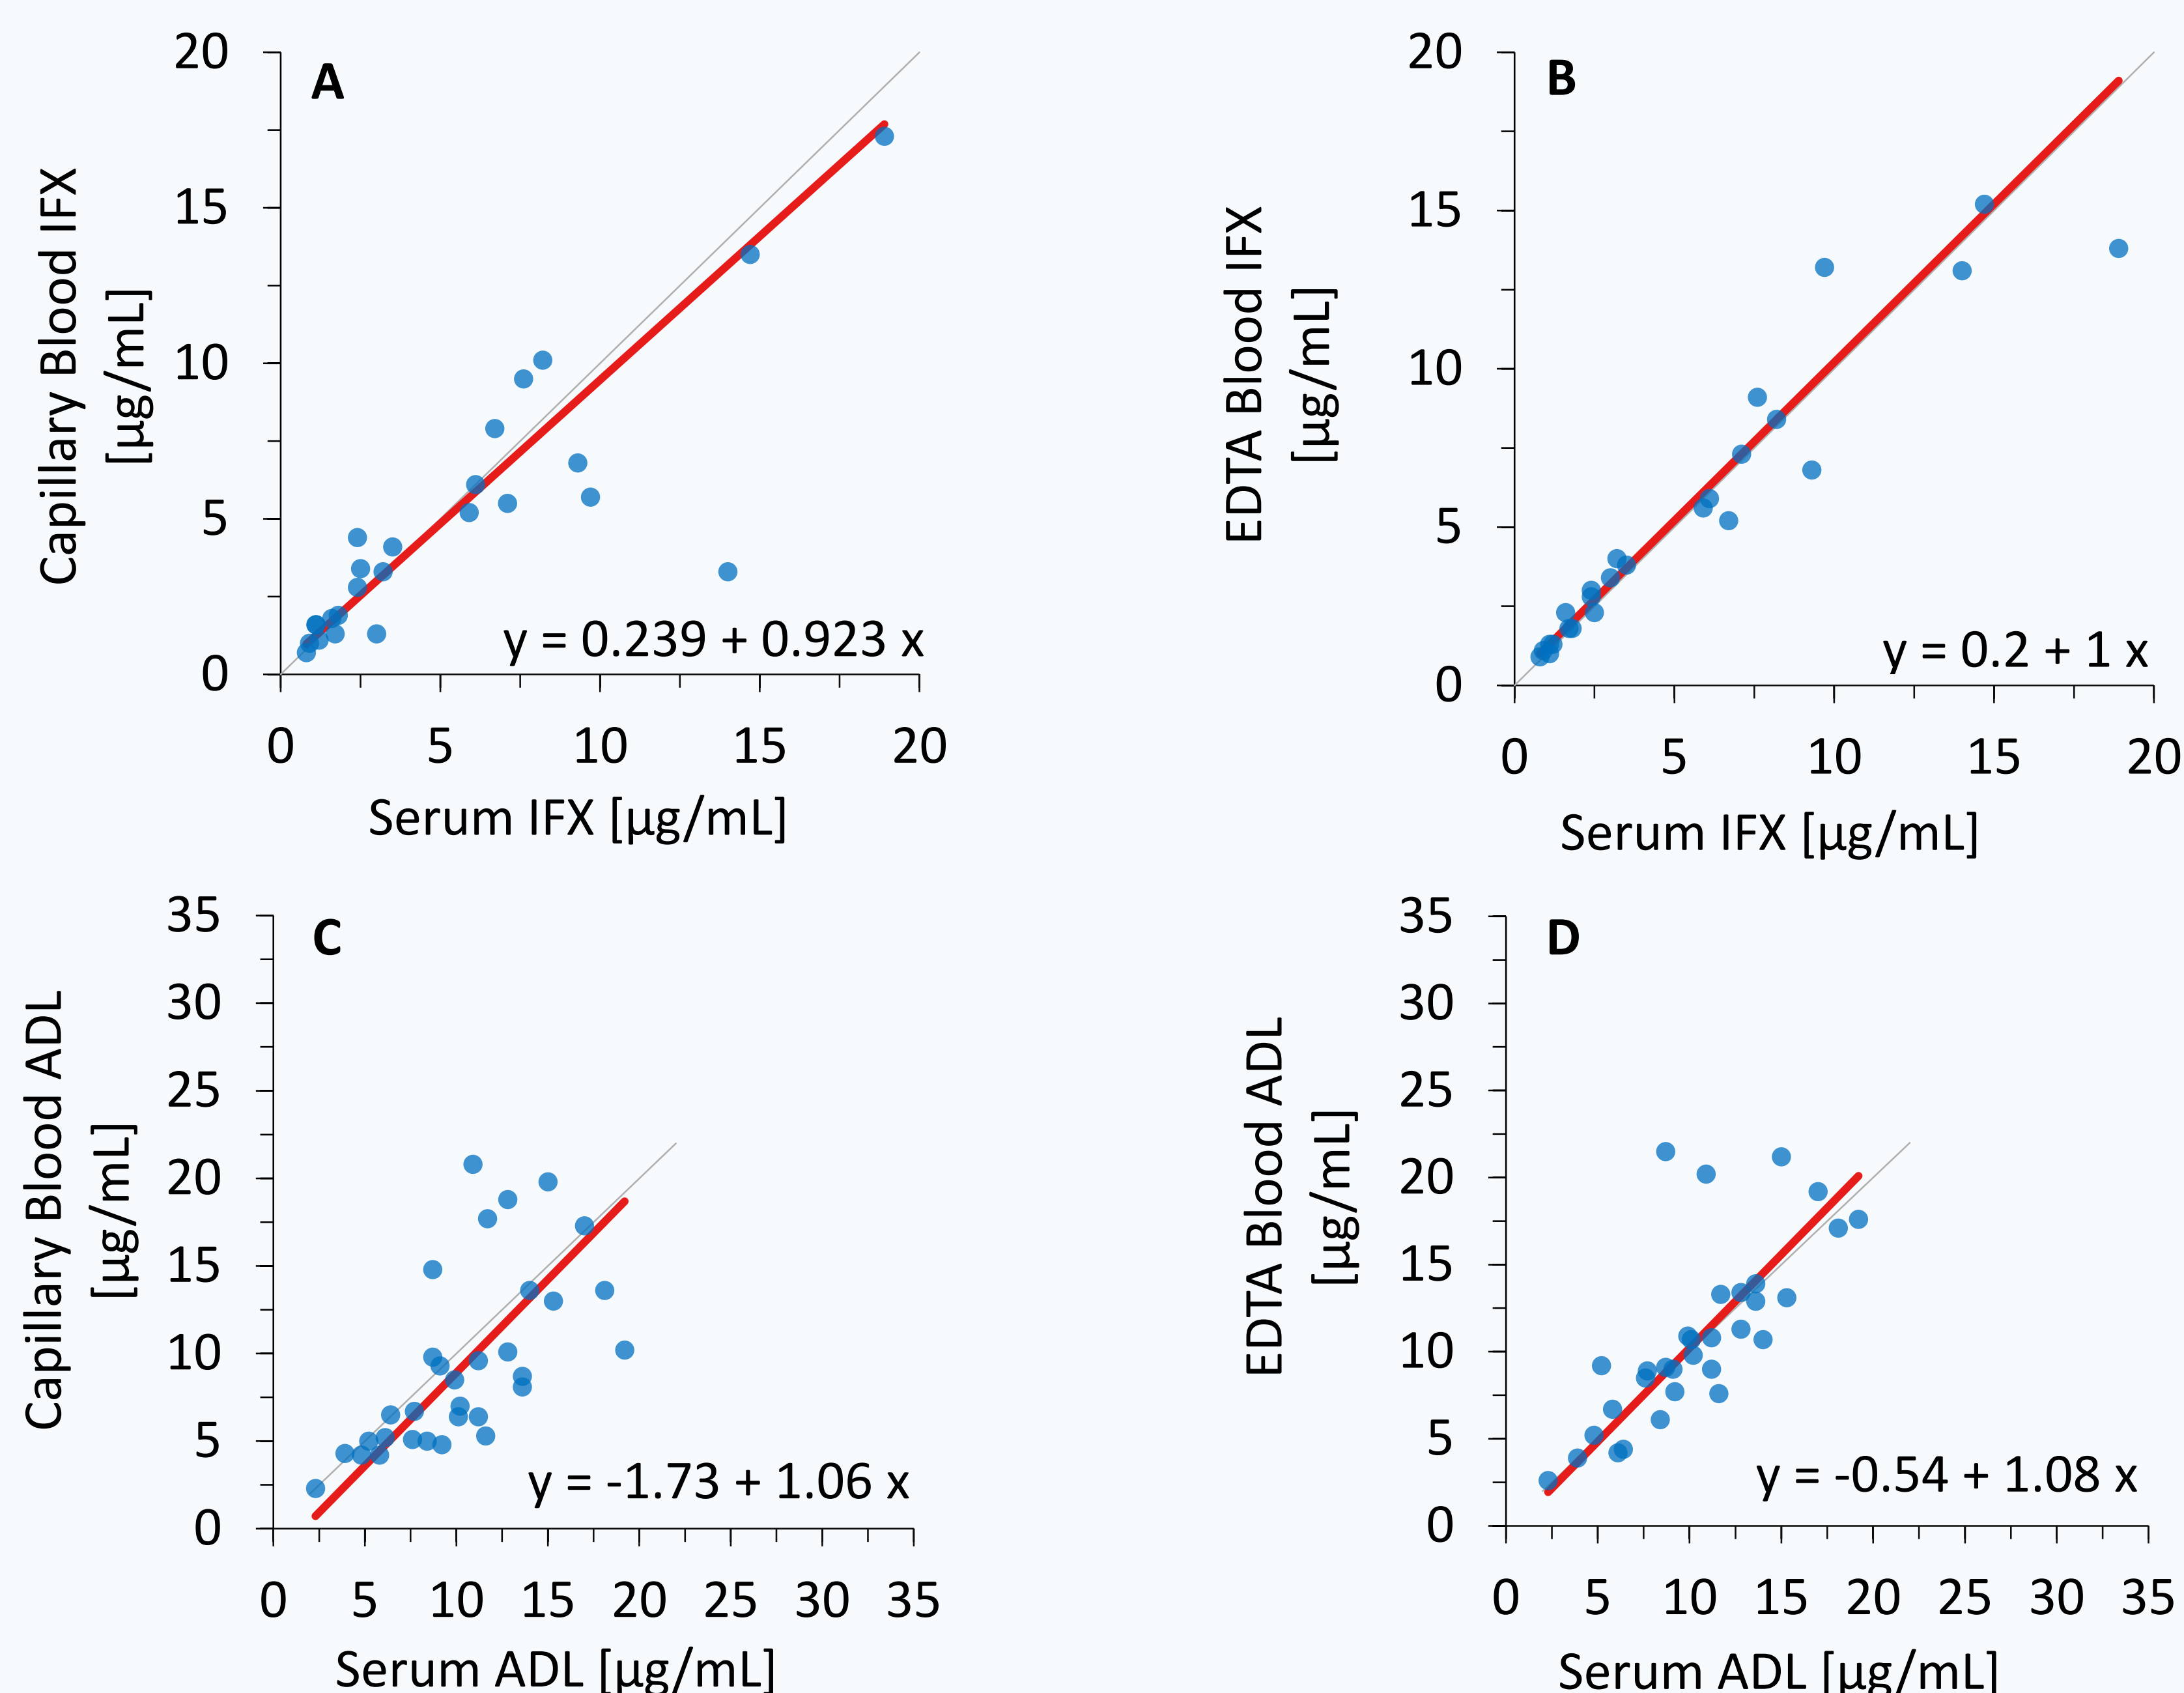 A
20
15
10
5
0
Capillary Blood IFX
[µg/mL]
y = 0.239 + 0.923 x
0 5 10 15 20
Serum IFX [µg/mL]
B
20
15
10
5
0
EDTA Blood IFX
[µg/mL]
y = 0.2 + 1 x
0 5 10 15 20
Serum IFX [µg/mL]
C
35
30
25
20
15
10
5
0
Capillary Blood ADL
[µg/mL]
y = -1.73 + 1.06 x
0 5 10 15 20 25 30 35
Serum ADL [µg/mL]
D
35
30
25
20
15
10
5
0
EDTA Blood ADL
[µg/mL]
y = -0.54 + 1.08 x
0 5 10 15 20 25 30 35
Serum ADL [µg/mL]